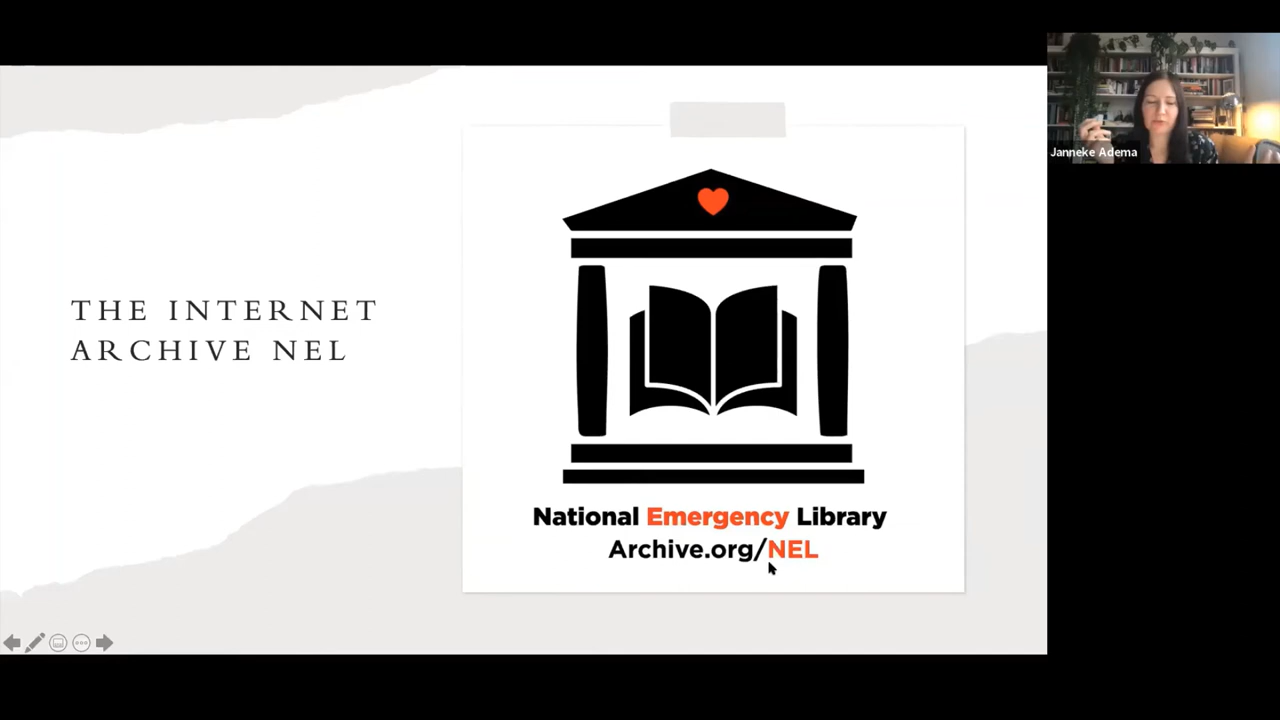 THE INTERNET
ARCHIVE NEL
National Emergency Library
Archive.org/NEL
Janneke Adema